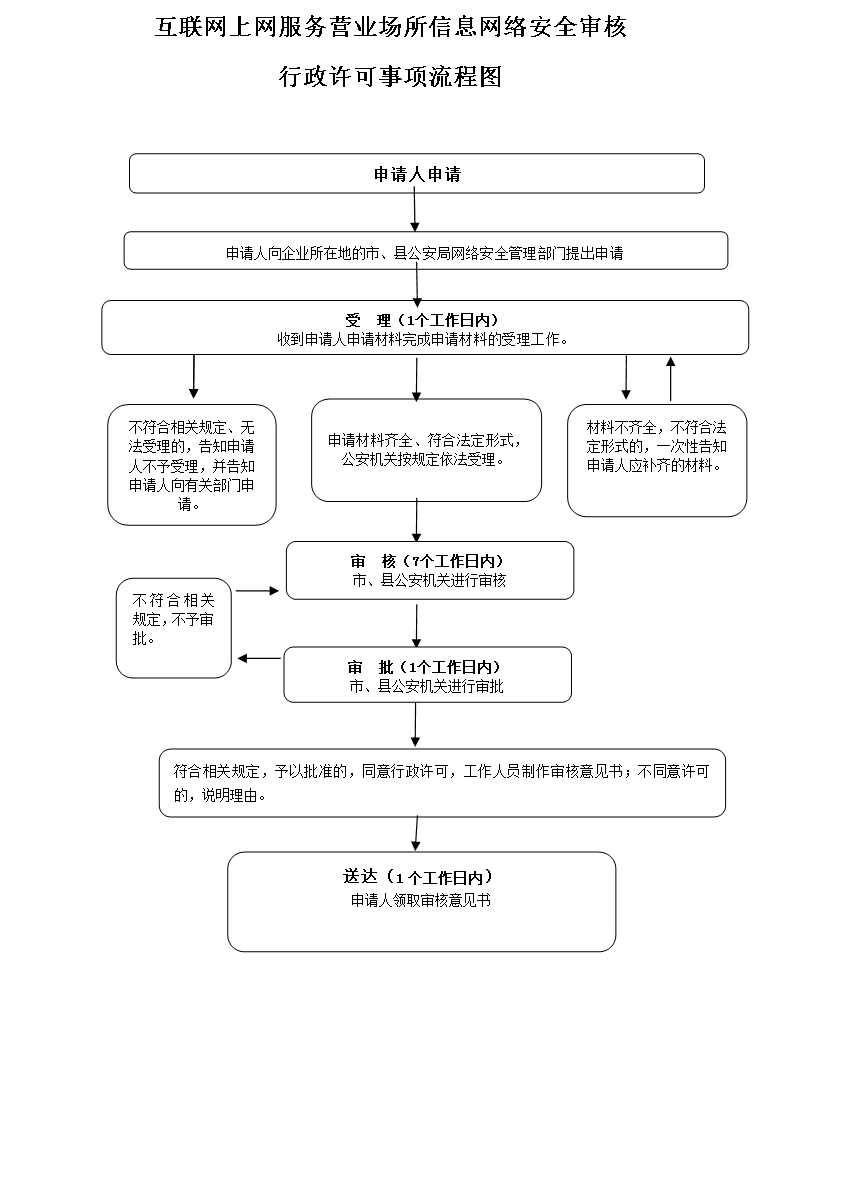 互联网上网服务营业场所信息网络安全审核
行政许可事项流程图
申请人申请
申请人向企业所在地的市、县公安局网络安全管理部门提出申请
受　理（1个工作日内）
收到申请人申请材料完成申请材料的受理工作。
不符合相关规定、无
法受理的，告知申请
人不予受理，并告知
申请人向有关部门申
请。
申请材料齐全、符合法定形式，
公安机关按规定依法受理。
材料不齐全，不符合法
定形式的，一次性告知
申请人应补齐的材料。
审　核（7个工作日内）
市、县公安机关进行审核
不符合相关
规定，不予审
批。
审　批（1个工作日内）
市、县公安机关进行审批
符合相关规定，予以批准的，同意行政许可，工作人员制作审核意见书；不同意许可
的，说明理由。
送达（1 个工作日内）
申请人领取审核意见书